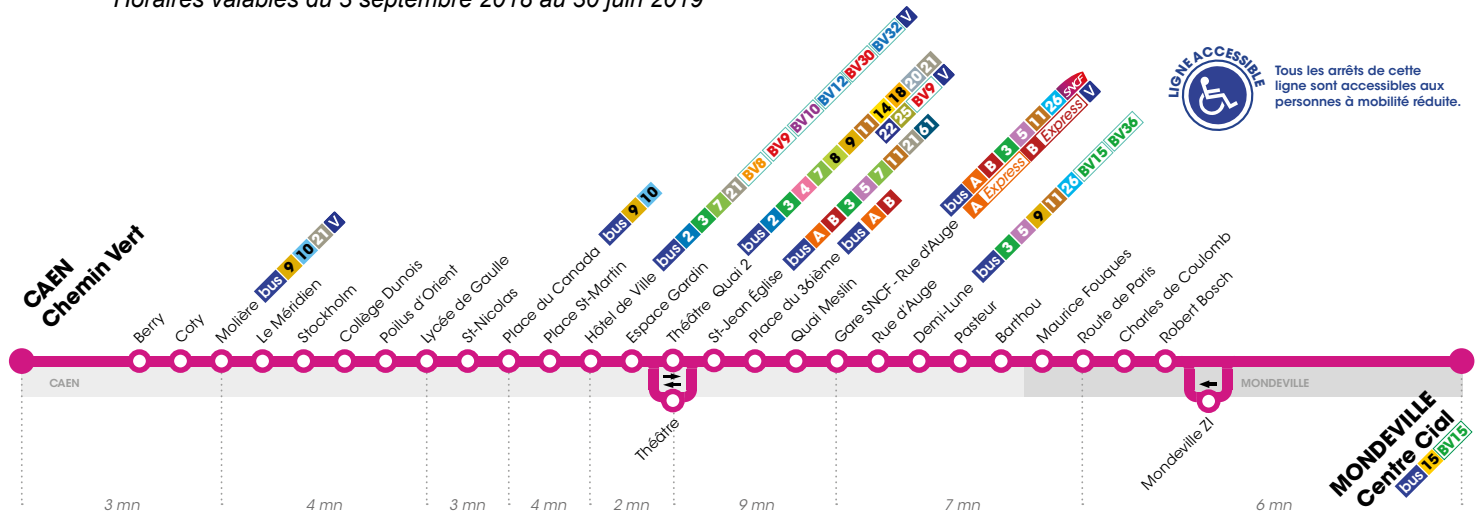 Horaires valables du 3 septembre 2018 au 30 juin 2019
LIGNE ACCESSIBLE
Tous les arrêts de cette
ligne sont accessibles aux
personnes à mobilité réduite.
CAEN
Chemin Vert
Berry
Coty
Molière bus 9 10 21 V
Le Méridien
Stockholm
Collège Dunois
Poilus d'Orient
Lycée de Gaulle
St-Nicolas
Place du Canada bus 9 10
Place St-Martin
Hôtel de Ville bus 2 3 7 21 BV8 BV9 BV10 BV12 BV30 BV32 V
Espace Gardin
Théâtre Quai 2 bus 2 3 4 7 8 9 11 14 18 20 21
22 25 BV9 V
St-Jean Église bus A B 3 5 7 11 21 61
Place du 36ième bus A B
Quai Meslin
Gare SNCF - Rue d'Auge bus A B 3 5 11 26 SNCF
A Express B Express V
Rue d'Auge
Demi-Lune bus 3 5 9 11 26 BV15 BV36
Pasteur
Barthou
Maurice Fouques
Route de Paris
Charles de Coulomb
Robert Bosch
CAEN
MONDEVILLE
Théâtre
Mondeville ZI
MONDEVILLE
Centre Cial
bus 15 BV15
3 mn
4 mn
3 mn
4 mn
2 mn
9 mn
7 mn
6 mn